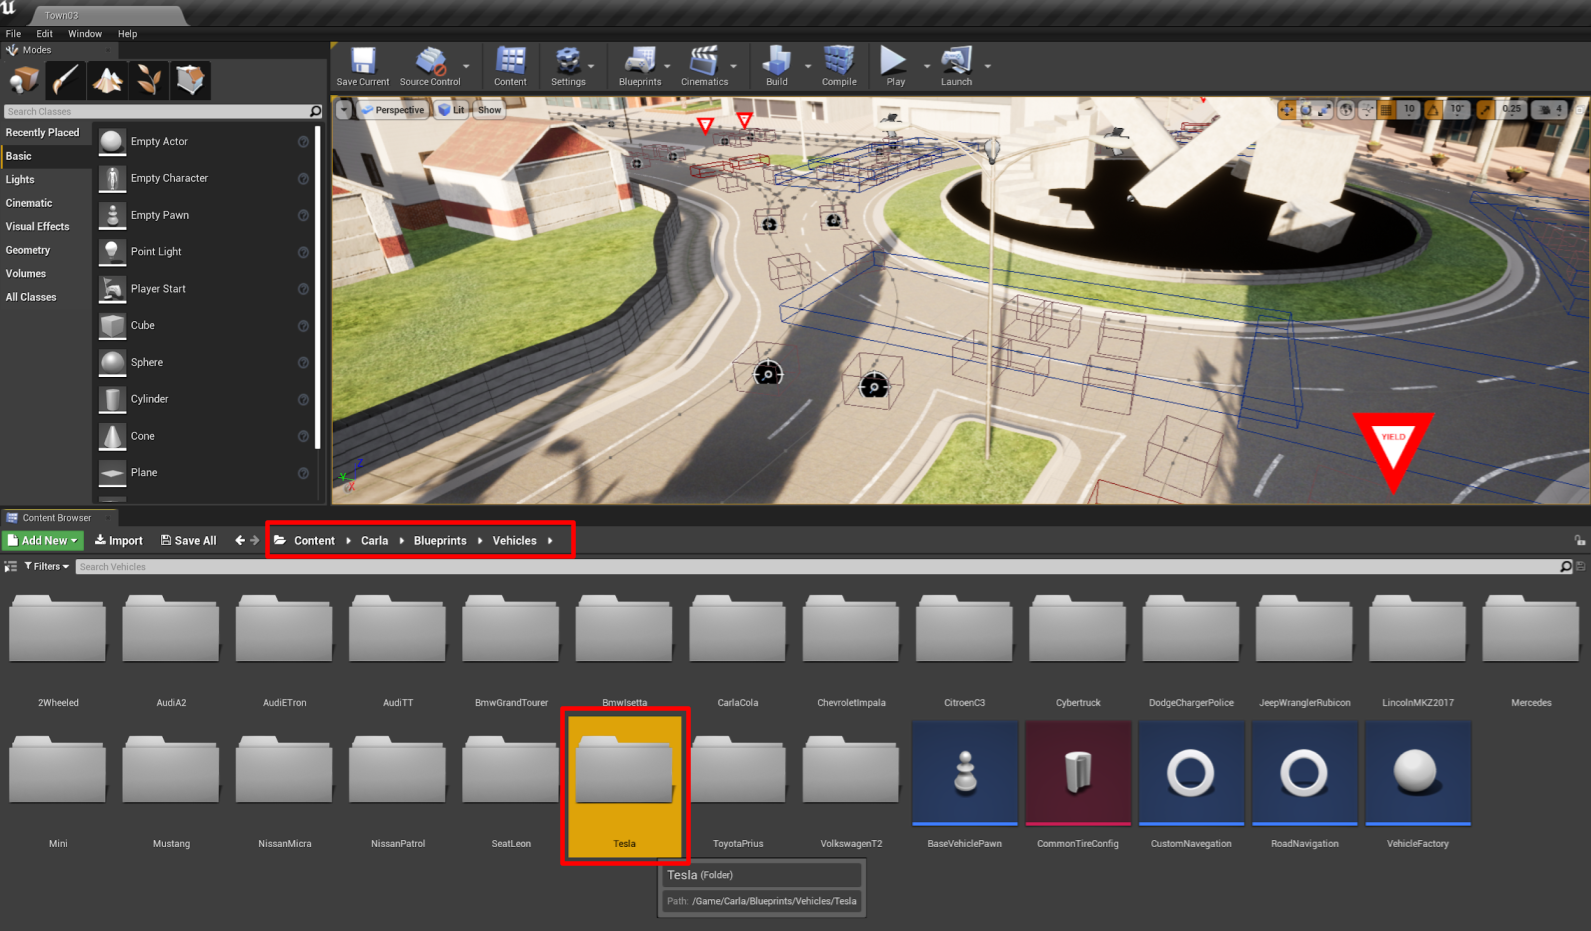 Town03
File Edit Window Help
Modes
Save Current Source Control Content Settings Blueprints Cinematics Build Compile Play Launch
Search Classes
Perspective Lit Show
10 10° 0.25 4
Recently Placed
Basic
Lights
Cinematic
Visual Effects
Geometry
Volumes
All Classes
Empty Actor
Empty Character
Empty Pawn
Point Light
Player Start
Cube
Sphere
Cylinder
Cone
Plane
YIELD
Z
Y
X
Content Browser
Add New Import Save All Content Carla Blueprints Vehicles
Filters Search Vehicles
2Wheeled AudiA2 AudiETron AudiTT BmwGrandTourer BmwIsetta CarlaCola ChevroletImpala CitroenC3 Cybertruck DodgeChargerPolice JeepWranglerRubicon LincolnMKZ2017 Mercedes
Mini Mustang NissanMicra NissanPatrol SeatLeon Tesla ToyotaPrius VolkswagenT2 BaseVehiclePawn CommonTireConfig CustomNavegation RoadNavigation VehicleFactory
Tesla (Folder)
Path: /Game/Carla/Blueprints/Vehicles/Tesla